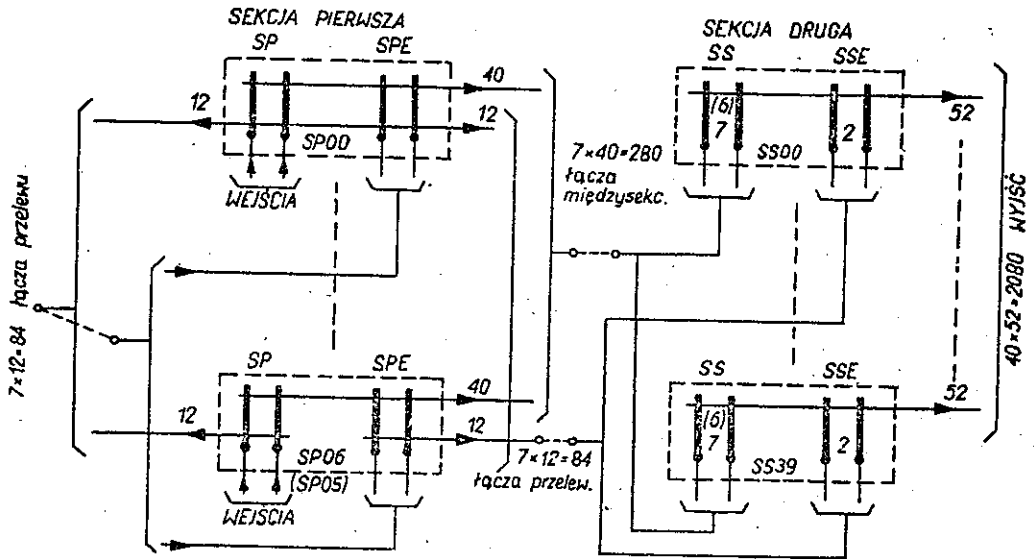 SEKCJA PIERWSZA
SP SPE
40
12
12
SP00
WEJŚCIA
7×12=84 łącza przelewu
SP SPE
40
12
12
SP06
(SP05)
WEJŚCIA
7×40=280
łącza
międzysekc.
7×12=84
łącza przelew.
SEKCJA DRUGA
SS SSE
52
(6)
7
2
SS00
SS SSE
52
(6)
7
2
SS39
40×52=2080 WYJŚĆ